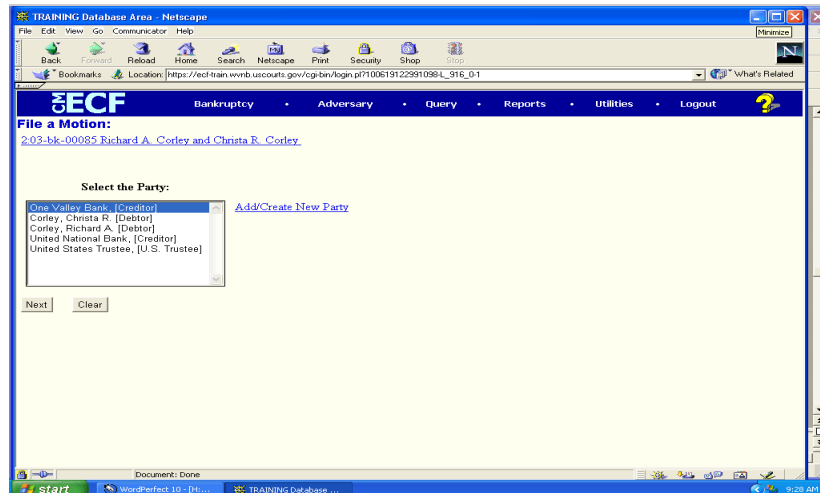 TRAINING Database Area - Netscape
File Edit View Go Communicator Help
Minimize
Back Forward Reload Home Search Netscape Print Security Shop Stop
N
Bookmarks Location: https://ecf-train.wvnb.uscourts.gov/cgi-bin/login.pl?100619122991098-L_916_0-1 What's Related
CM ECF Bankruptcy • Adversary • Query • Reports • Utilities • Logout ?
File a Motion:
2:03-bk-00085 Richard A. Corley and Christa R. Corley
Select the Party:
One Valley Bank, [Creditor] Add/Create New Party
Corley, Christa R. [Debtor]
Corley, Richard A. [Debtor]
United National Bank, [Creditor]
United States Trustee, [U.S. Trustee]
Next Clear
Document: Done
start WordPerfect 10 - [H:... TRAINING Database ... 9:28 AM